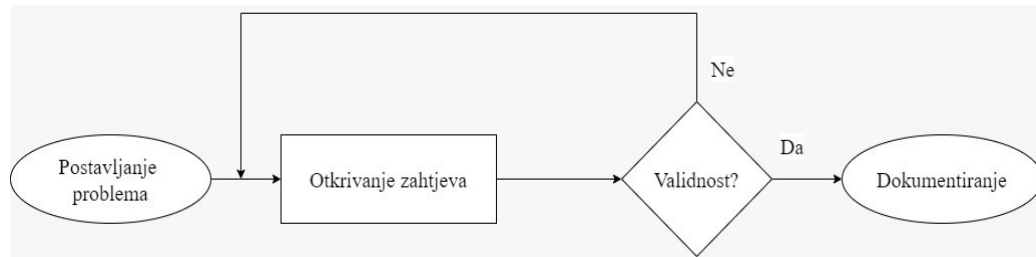 Postavljanje
problema
Otkrivanje zahtjeva
Validnost?
Ne
Da
Dokumentiranje